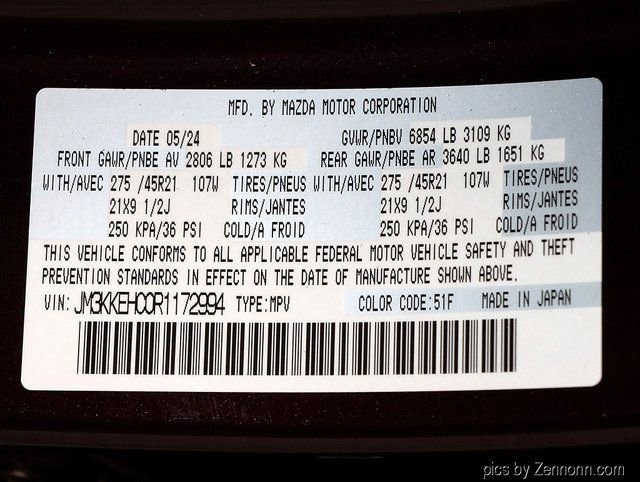 MFD. BY MAZDA MOTOR CORPORATION
DATE 05/24 GVWR/PNBV 6854 LB 3109 KG
FRONT GAWR/PNBE AV 2806 LB 1273 KG REAR GAWR/PNBE AR 3640 LB 1651 KG
WITH/AVEC 275 /45R21 107W TIRES/PNEUS WITH/AVEC 275 /45R21 107W TIRES/PNEUS
21X9 1/2J RIMS/JANTES 21X9 1/2J RIMS/JANTES
250 KPA/36 PSI COLD/A FROID 250 KPA/36 PSI COLD/A FROID
THIS VEHICLE CONFORMS TO ALL APPLICABLE FEDERAL MOTOR VEHICLE SAFETY AND THEFT
PREVENTION STANDARDS IN EFFECT ON THE DATE OF MANUFACTURE SHOWN ABOVE.
VIN: JM3KKEHC0R1172994 TYPE:MPV COLOR CODE:51F MADE IN JAPAN
pics by Zennonn.com